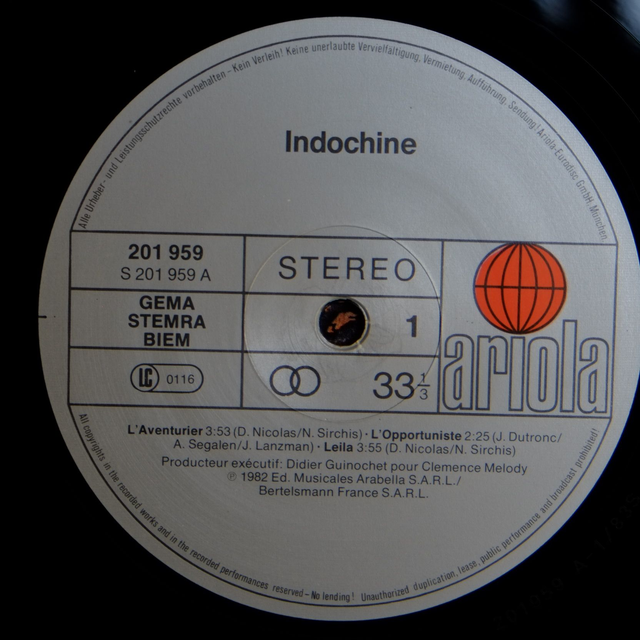 Alle Urheber- und Leistungsschutzrechte vorbehalten - Kein Verleih! Keine unerlaubte Vervielfältigung, Vermietung, Aufführung, Sendung! Ariola-Eurodisc GmbH, München
Indochine
201 959
S 201 959 A
STEREO
GEMA
STEMRA
BIEM
1
LC 0116
33 1/3
ariola
L'Aventurier 3:53 (D. Nicolas/N. Sirchis) · L'Opportuniste 2:25 (J. Dutronc/
A. Segalen/J. Lanzman) · Leila 3:55 (D. Nicolas/N. Sirchis)
Producteur exécutif: Didier Guinochet pour Clemence Melody
℗ 1982 Ed. Musicales Arabella S.A.R.L./
Bertelsmann France S.A.R.L.
All copyrights in the recorded works and in the recorded performances reserved - No lending! Unauthorized duplication, lease, public performance and broadcast prohibited!